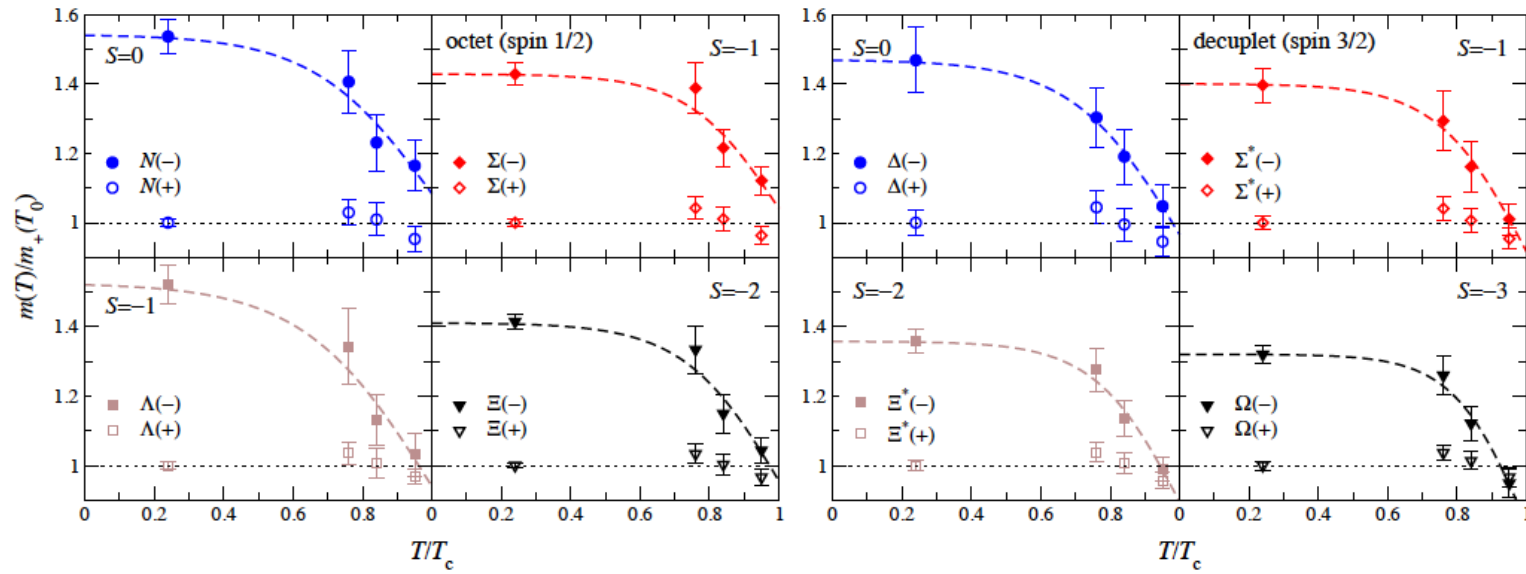 m(T)/m₊(T₀)
1.6
1.4
1.2
1
S=0
N(−)
N(+)
octet (spin 1/2)
S=−1
Σ(−)
Σ(+)
1.4
1.2
1
S=−1
Λ(−)
Λ(+)
S=−2
Ξ(−)
Ξ(+)
0 0.2 0.4 0.6 0.8 0 0.2 0.4 0.6 0.8 1
T/Tc
1.6
1.4
1.2
1
S=0
Δ(−)
Δ(+)
decuplet (spin 3/2)
S=−1
Σ*(−)
Σ*(+)
1.4
1.2
1
S=−2
Ξ*(−)
Ξ*(+)
S=−3
Ω(−)
Ω(+)
0 0.2 0.4 0.6 0.8 0 0.2 0.4 0.6 0.8 1
T/Tc